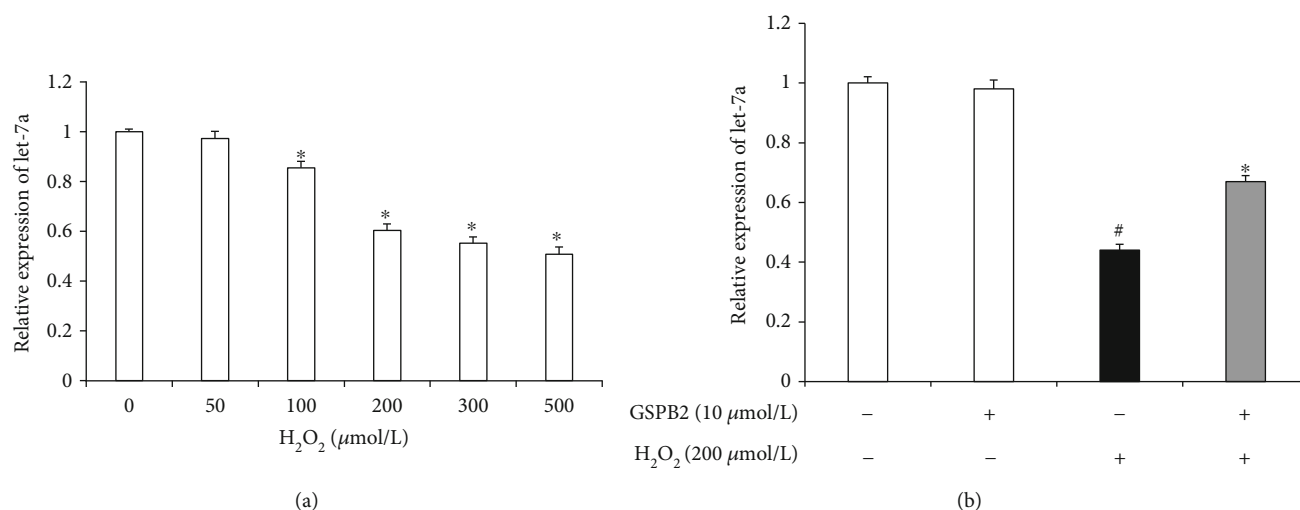 Relative expression of let-7a
1.2
1
0.8
0.6
0.4
0.2
0
*
*
*
*
0 50 100 200 300 500
H₂O₂ (μmol/L)
(a)
Relative expression of let-7a
1.2
1
0.8
0.6
0.4
0.2
0
#
*
GSPB2 (10 μmol/L) − + − +
H₂O₂ (200 μmol/L) − − + +
(b)